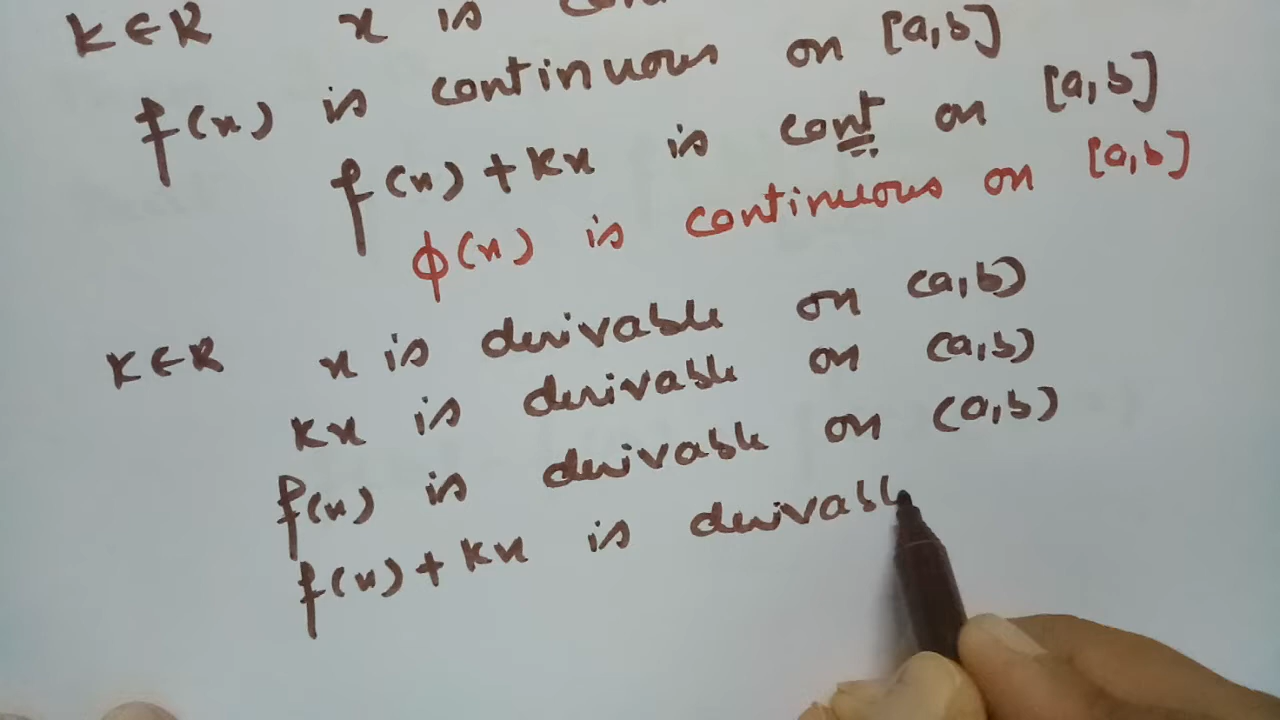 K∈R x is
f(x) is continuous on [a,b]
f(x) + Kx is cont on [a,b]
ϕ(x) is continuous on [a,b]
K∈R x is derivable on (a,b)
Kx is derivable on (a,b)
f(x) is derivable on (a,b)
f(x) + Kx is derivabl